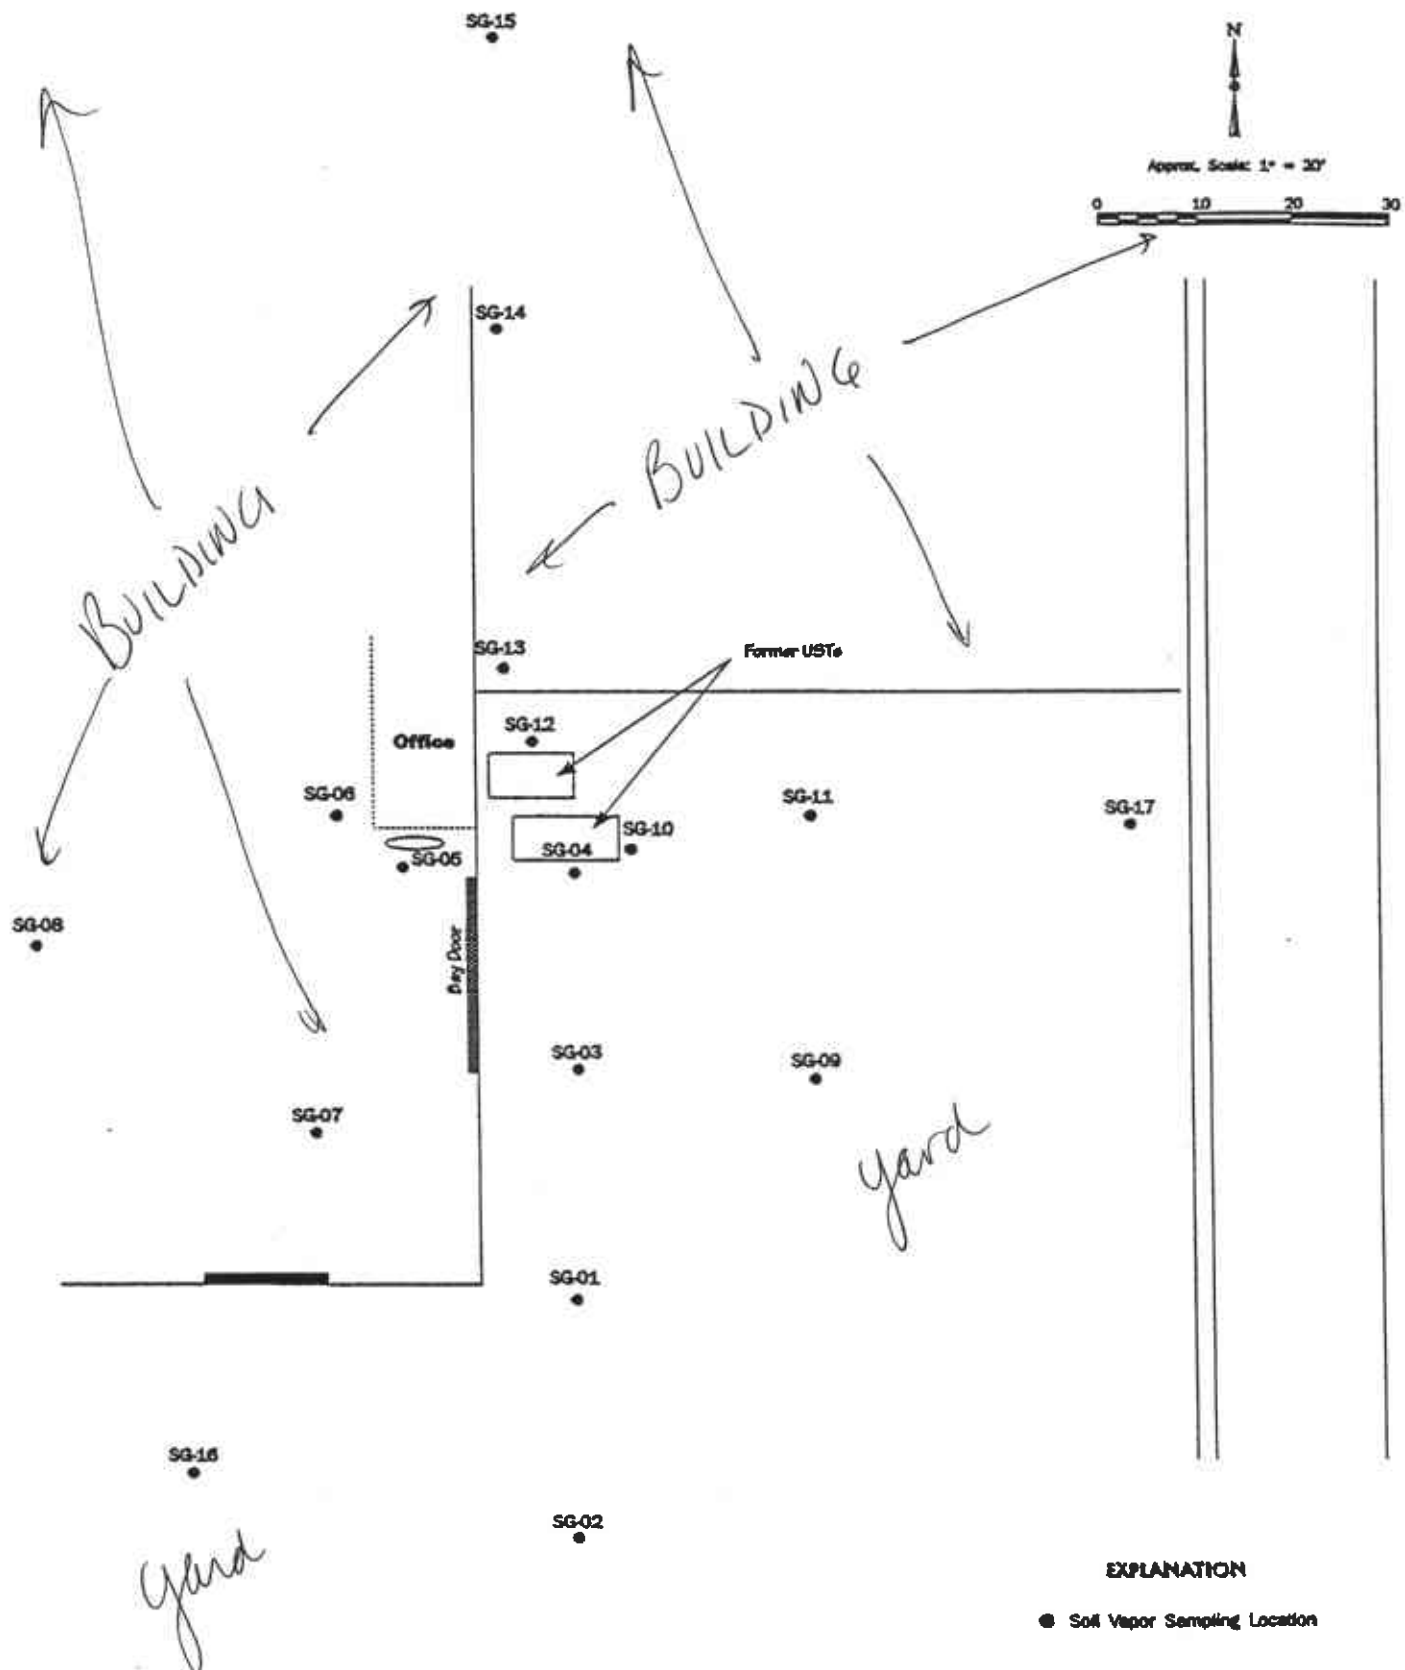 SG-15
N
Approx. Scale: 1" = 20'
0 10 20 30
SG-14
BUILDING
BUILDING
SG-13
Former USTs
SG-12
Office
SG-06
SG-11
SG-17
SG-10
SG-04
SG-05
SG-08
Bay Door
SG-03
SG-09
SG-07
yard
SG-01
SG-16
SG-02
yard
EXPLANATION
Soil Vapor Sampling Location